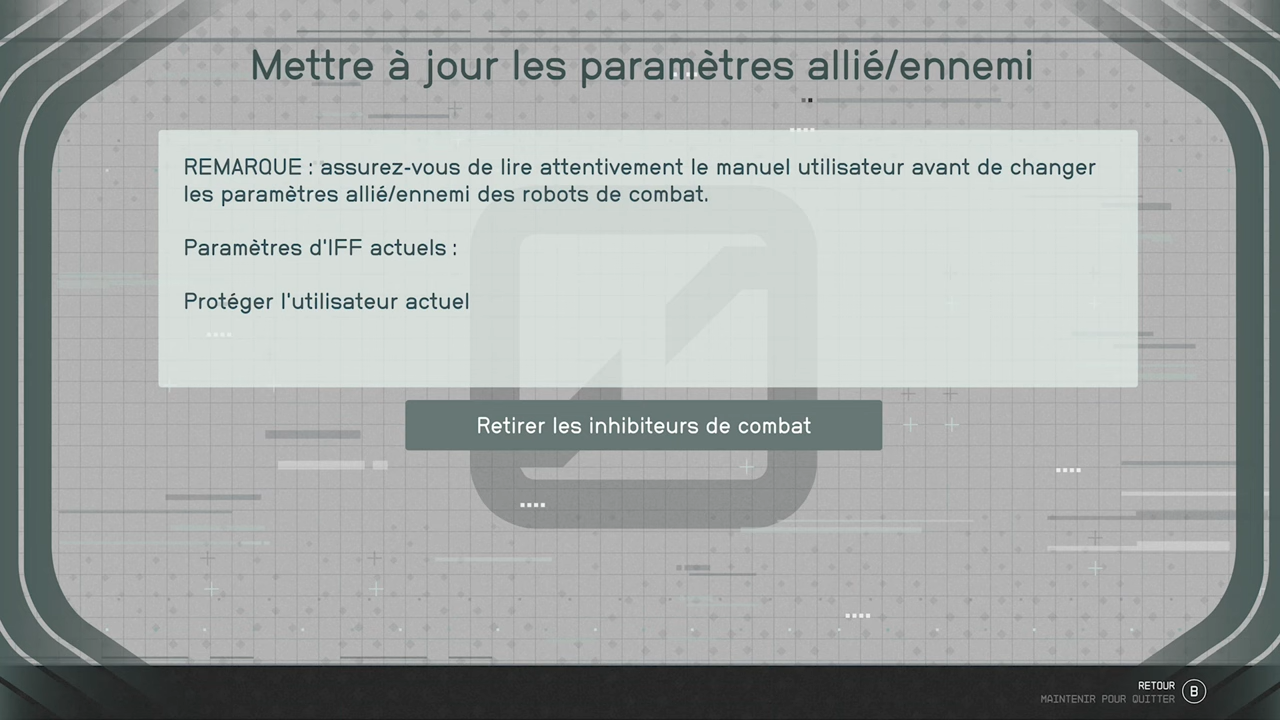 Mettre à jour les paramètres allié/ennemi
REMARQUE : assurez-vous de lire attentivement le manuel utilisateur avant de changer
les paramètres allié/ennemi des robots de combat.
Paramètres d'IFF actuels :
Protéger l'utilisateur actuel
Retirer les inhibiteurs de combat
RETOUR
B
MAINTENIR POUR QUITTER